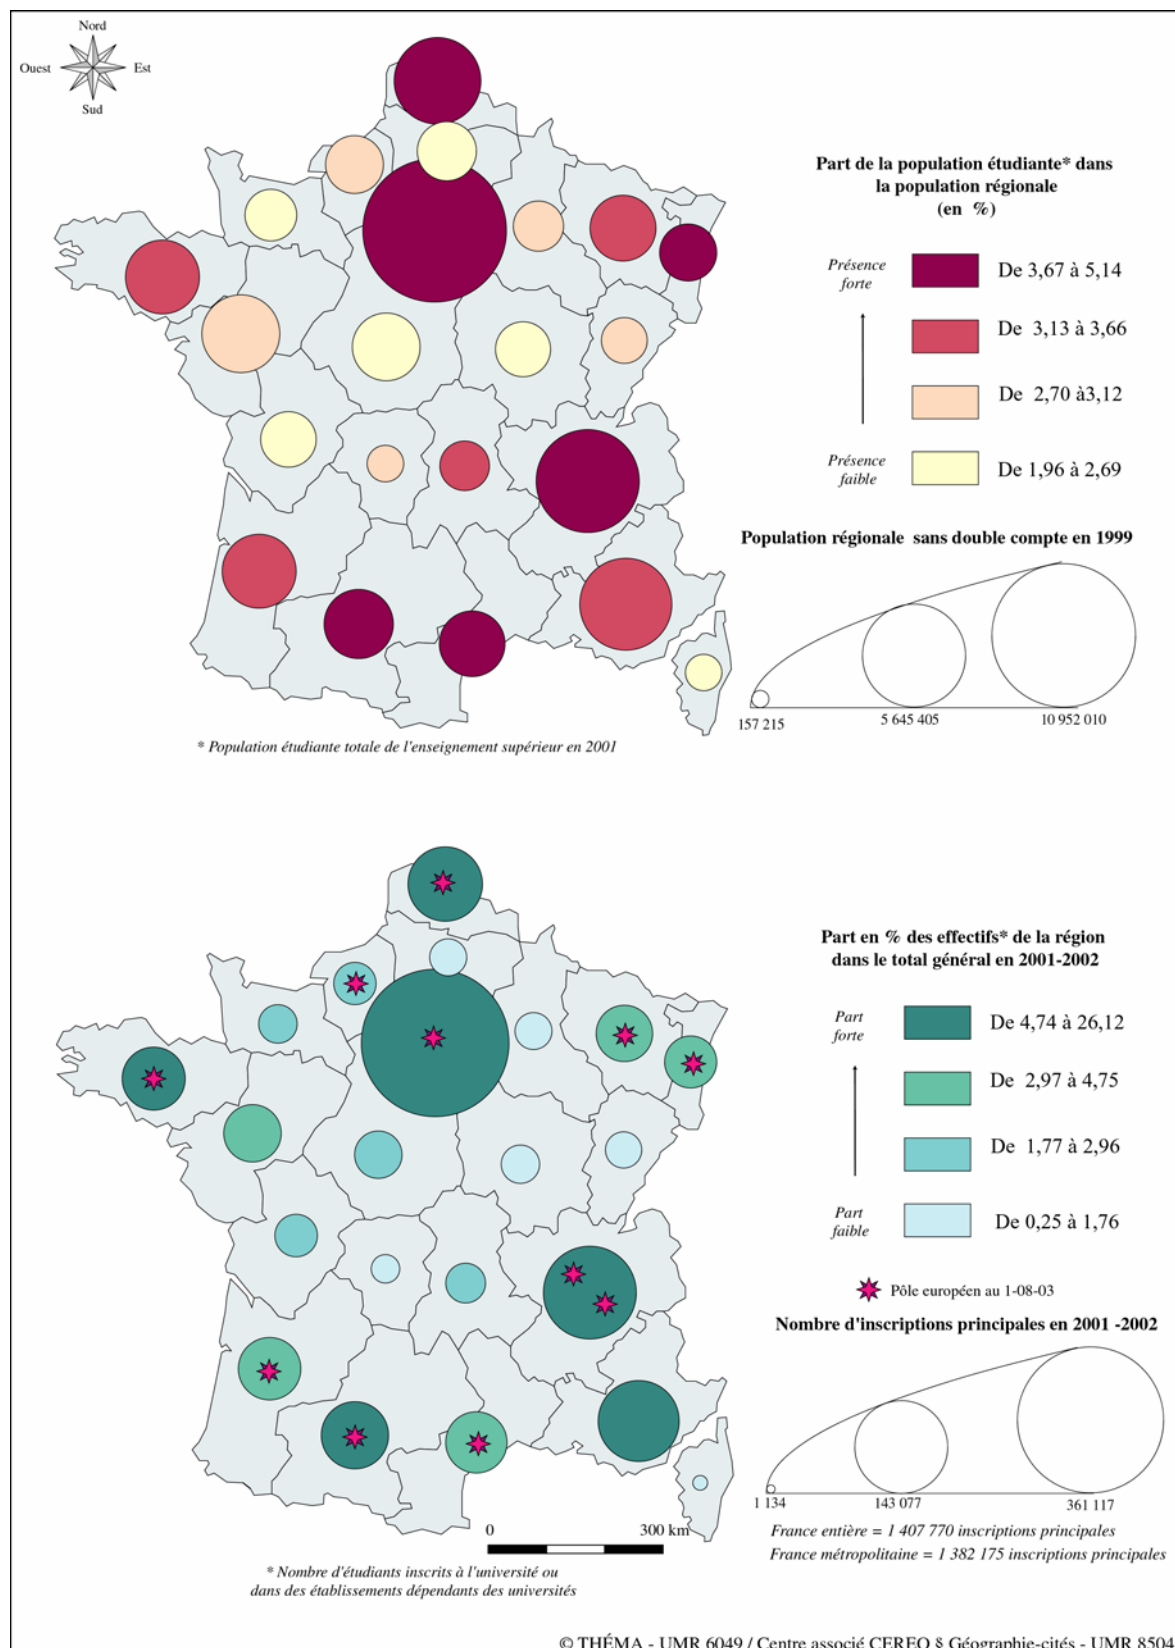 Nord
Ouest
Est
Sud
Part de la population étudiante* dans
la population régionale
(en %)
Présence
forte
De 3,67 à 5,14
De 3,13 à 3,66
De 2,70 à3,12
Présence
faible
De 1,96 à 2,69
Population régionale sans double compte en 1999
157 215
5 645 405
10 952 010
* Population étudiante totale de l'enseignement supérieur en 2001
Part en % des effectifs* de la région
dans le total général en 2001-2002
Part
forte
De 4,74 à 26,12
De 2,97 à 4,75
De 1,77 à 2,96
Part
faible
De 0,25 à 1,76
Pôle européen au 1-08-03
Nombre d'inscriptions principales en 2001 -2002
1 134
143 077
361 117
0
300 km
France entière = 1 407 770 inscriptions principales
France métropolitaine = 1 382 175 inscriptions principales
* Nombre d'étudiants inscrits à l'université ou
dans des établissements dépendants des universités
© THÉMA - UMR 6049 / Centre associé CEREQ § Géographie-cités - UMR 8504